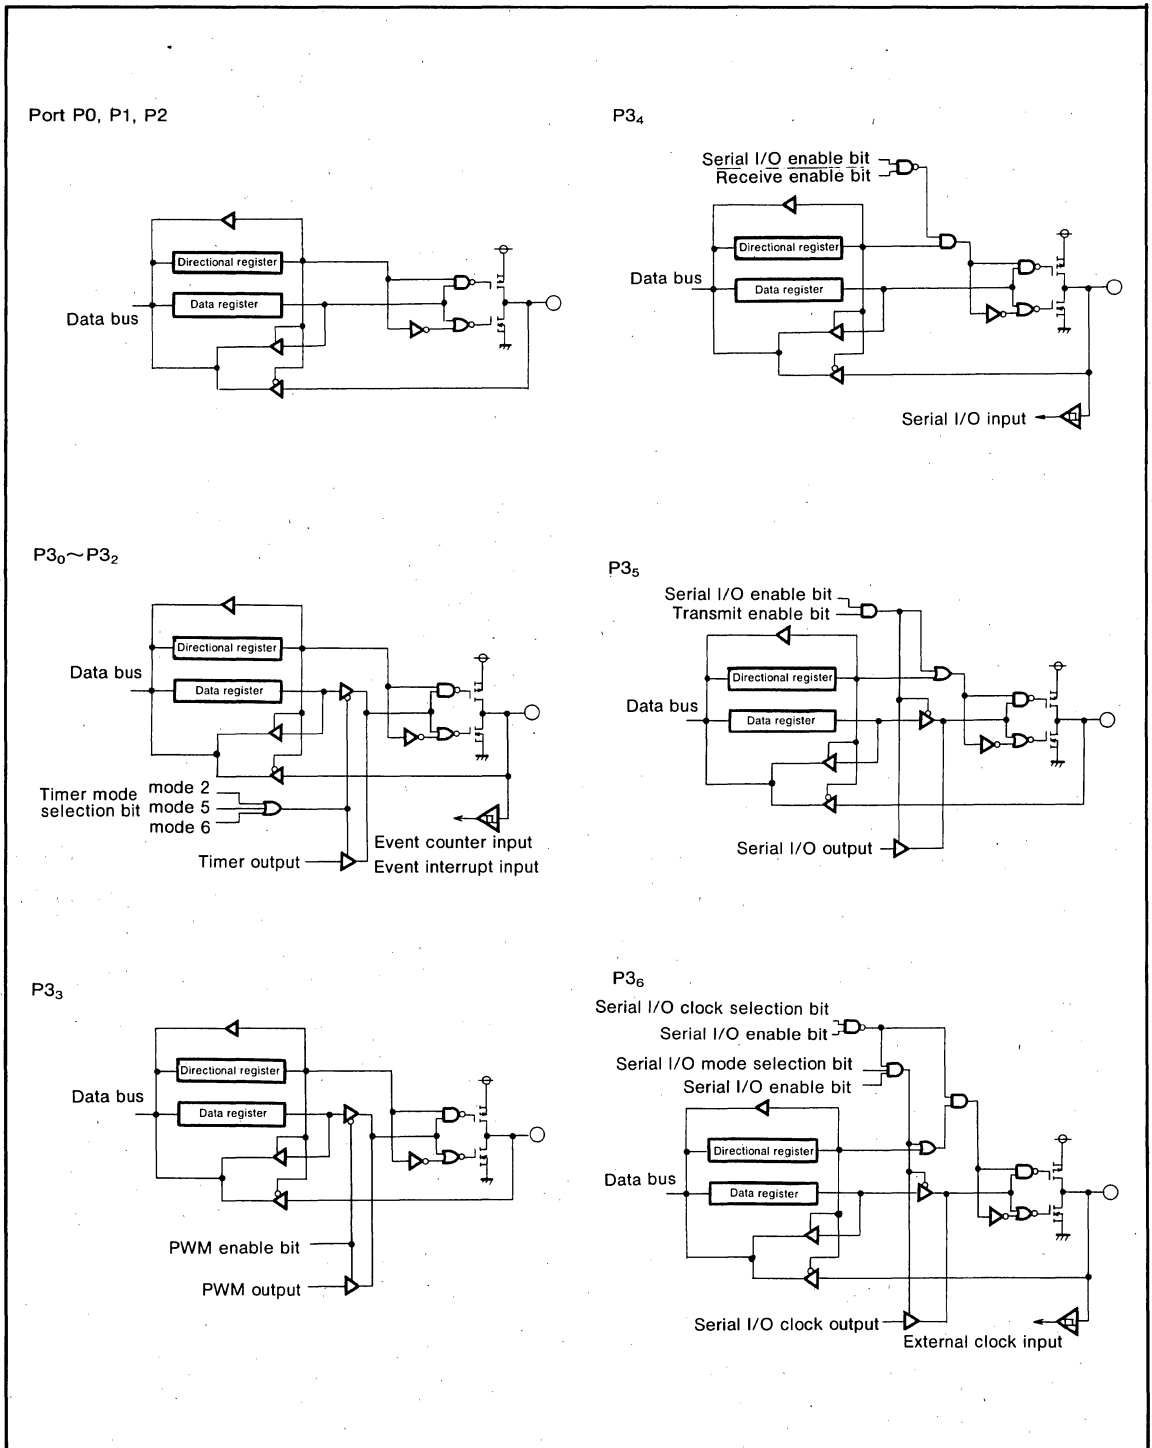 Port P0, P1, P2
Directional register
Data register
Data bus
P3₄
Serial I/O enable bit
Receive enable bit
Directional register
Data bus
Data register
Serial I/O input
P3₀～P3₂
Directional register
Data bus
Data register
Timer mode
selection bit
mode 2
mode 5
mode 6
Event counter input
Timer output
Event interrupt input
P3₅
Serial I/O enable bit
Transmit enable bit
Directional register
Data bus
Data register
Serial I/O output
P3₃
Directional register
Data bus
Data register
PWM enable bit
PWM output
P3₆
Serial I/O clock selection bit
Serial I/O enable bit
Serial I/O mode selection bit
Serial I/O enable bit
Directional register
Data bus
Data register
Serial I/O clock output
External clock input